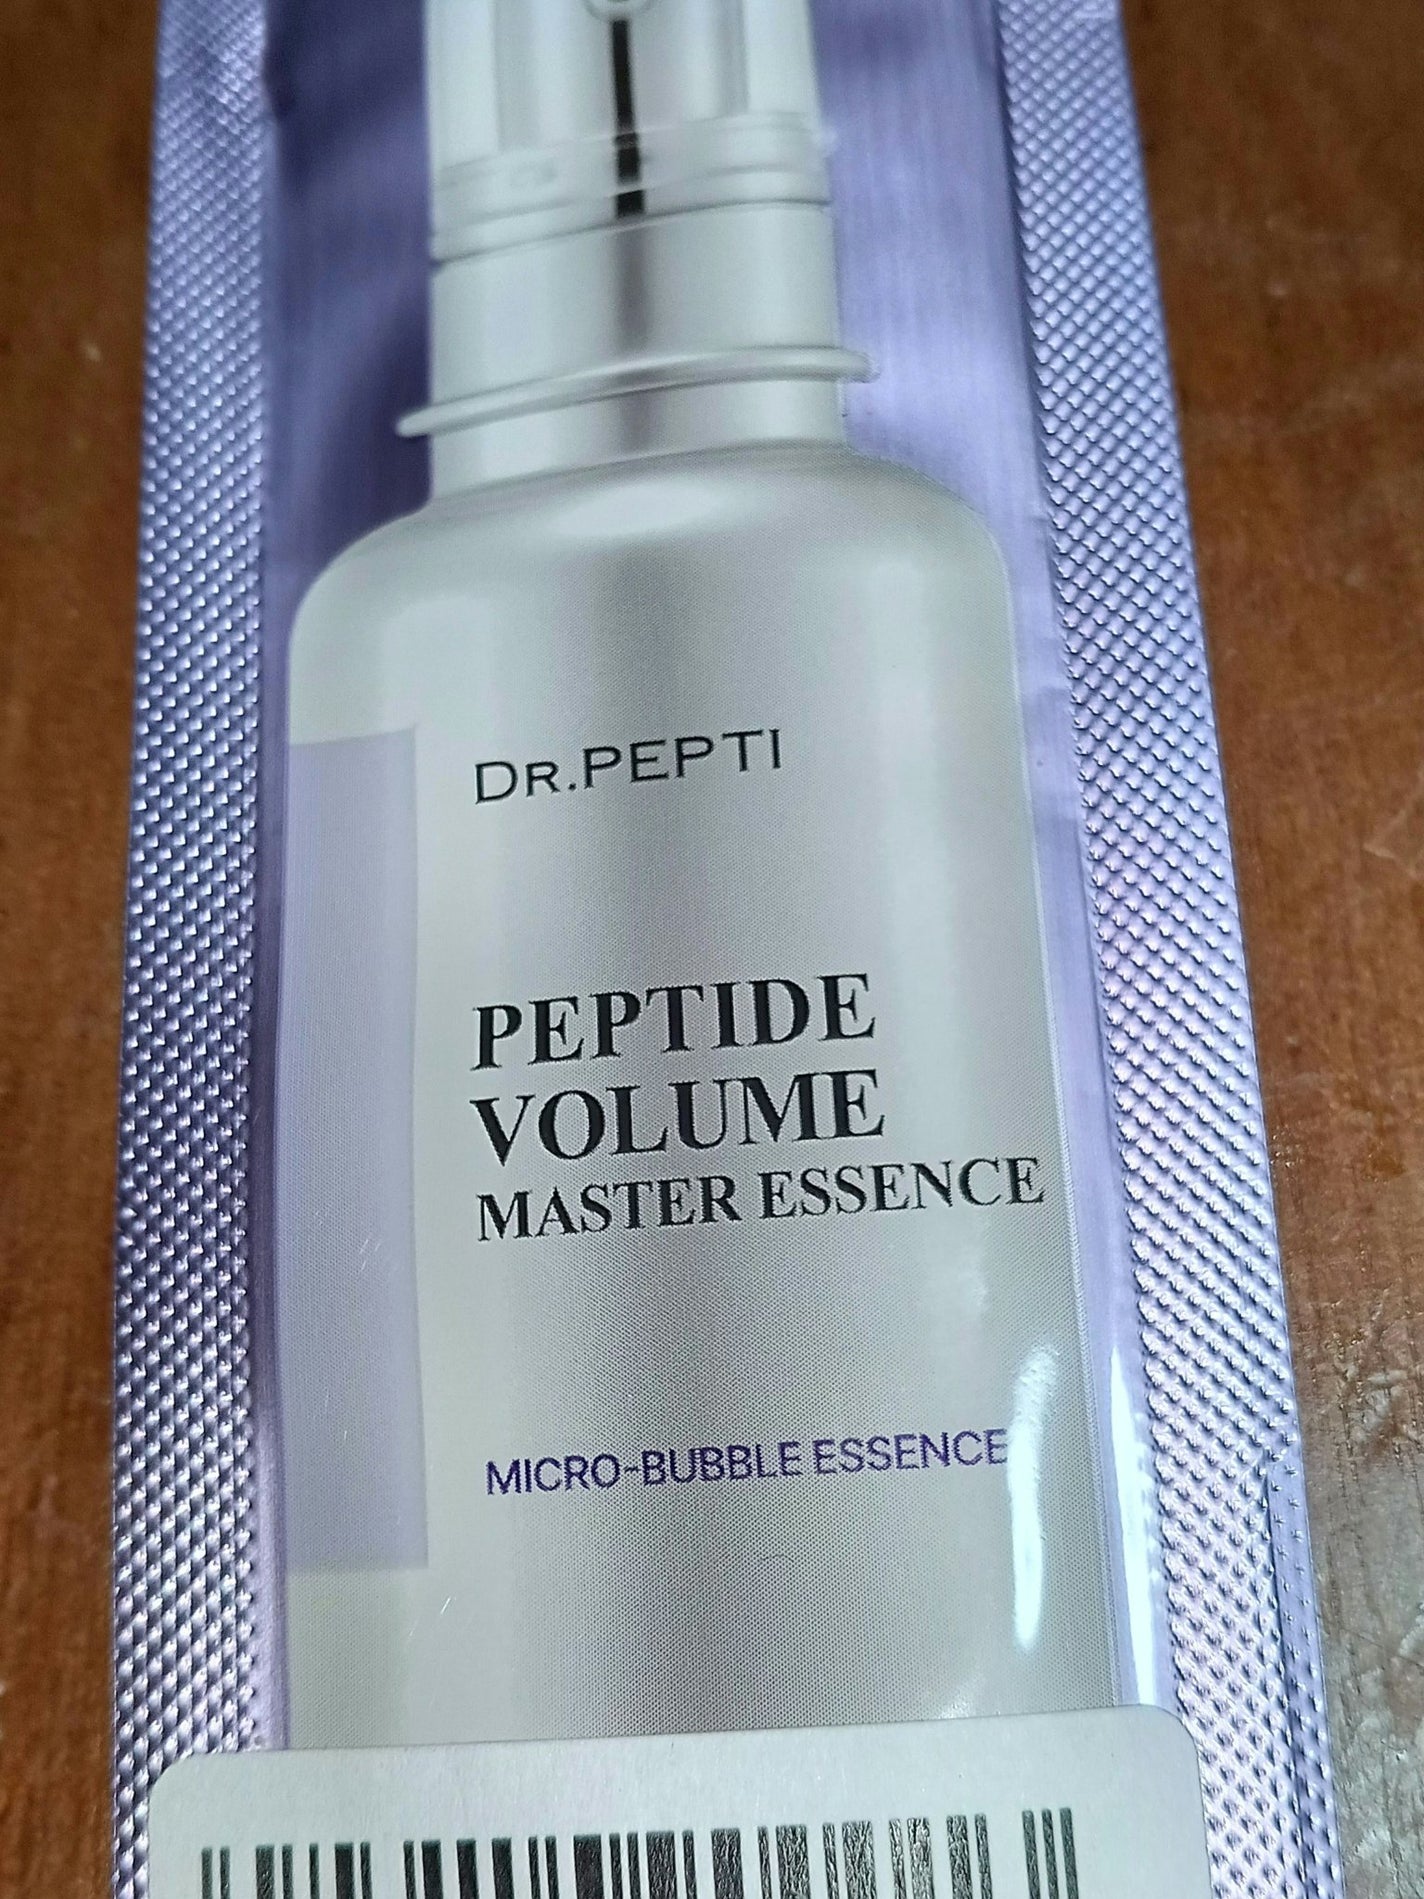 DR.PEPTI
PEPTIDE
VOLUME
MASTER ESSENCE
MICRO-BUBBLE ESSENCE